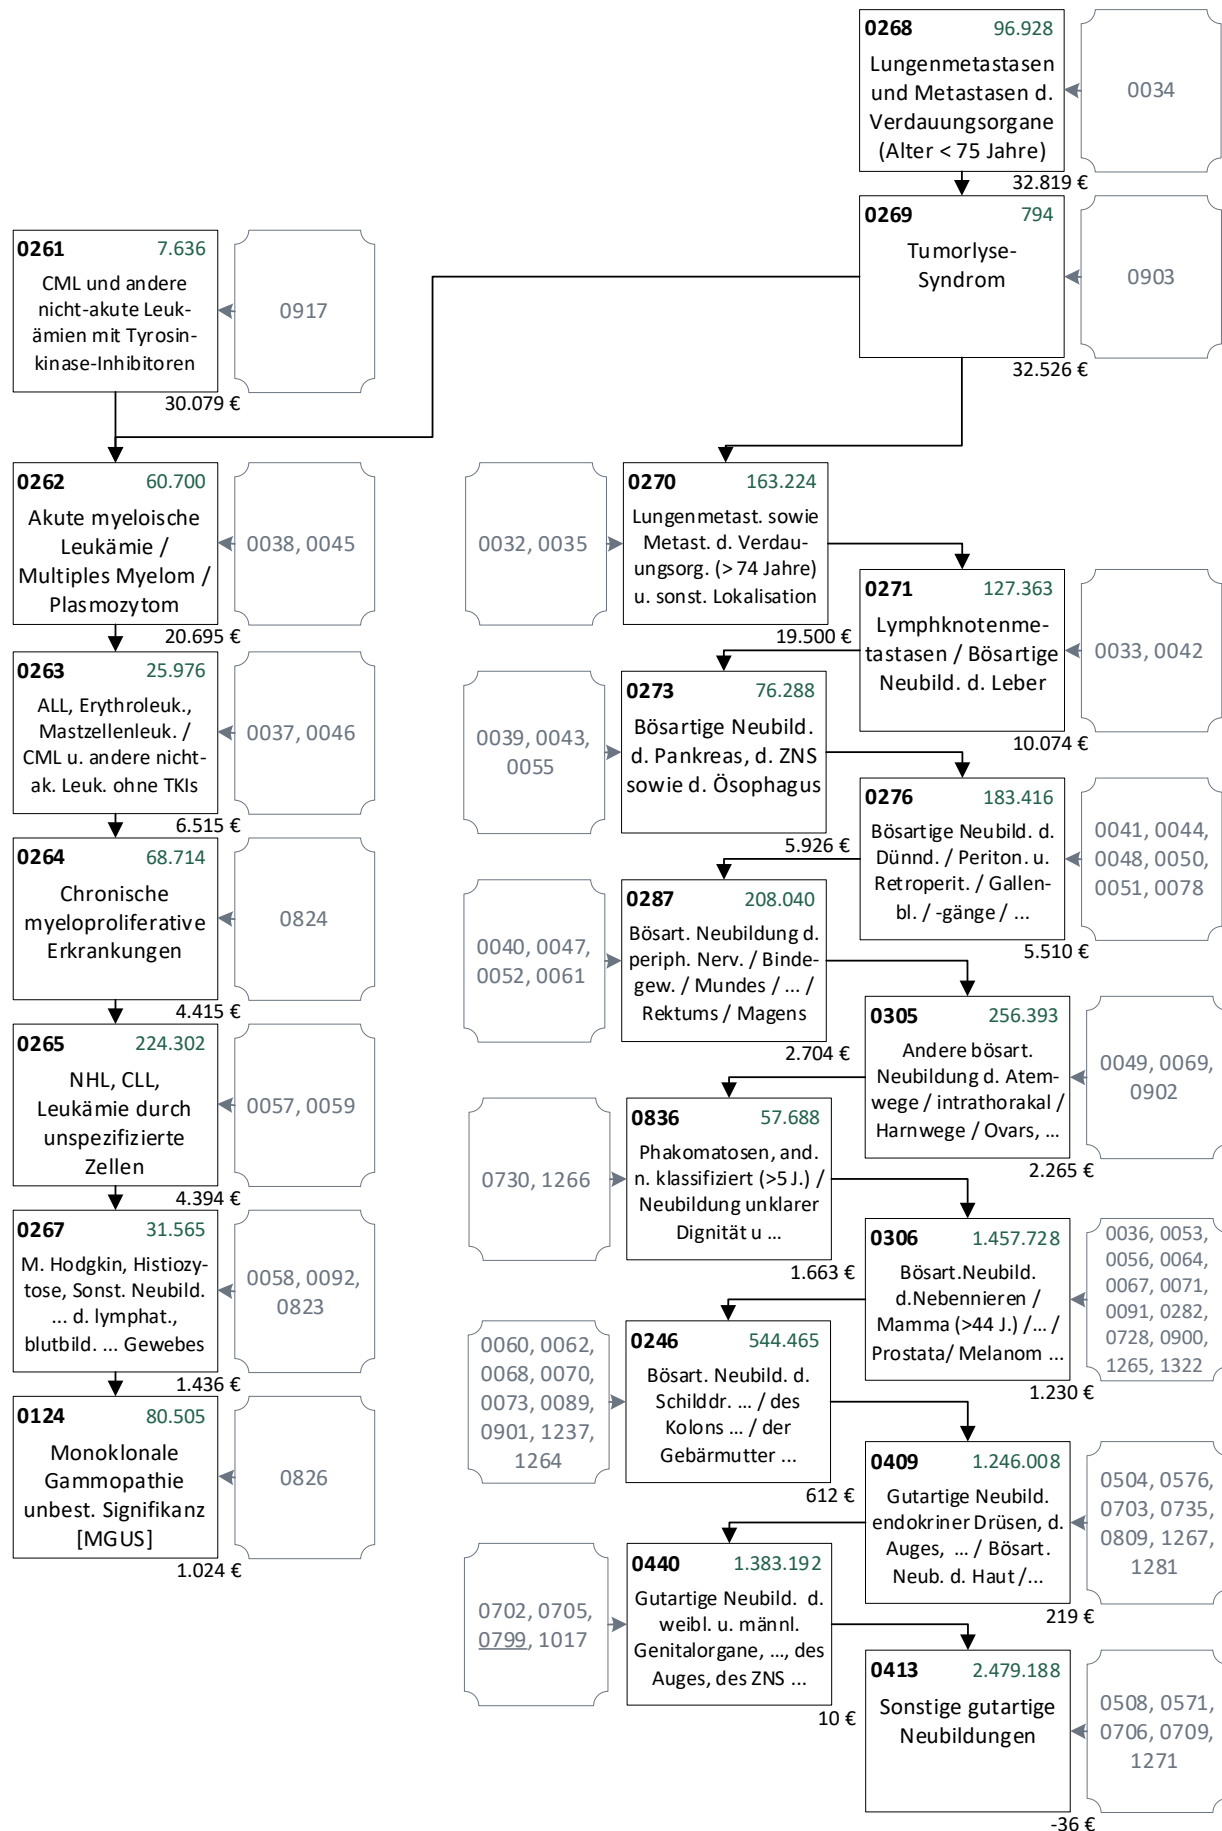 0268 96.928
Lungenmetastasen
und Metastasen d.
Verdauungsorgane
(Alter < 75 Jahre)
0034
32.819 €
0269 794
Tumorlyse-
Syndrom
0903
32.526 €
0261 7.636
CML und andere
nicht-akute Leuk-
ämien mit Tyrosin-
kinase-Inhibitoren
0917
30.079 €
0262 60.700
Akute myeloische
Leukämie /
Multiples Myelom /
Plasmozytom
0038, 0045
20.695 €
0263 25.976
ALL, Erythroleuk.,
Mastzellenleuk. /
CML u. andere nicht-
ak. Leuk. ohne TKIs
0037, 0046
6.515 €
0264 68.714
Chronische
myeloproliferative
Erkrankungen
0824
4.415 €
0265 224.302
NHL, CLL,
Leukämie durch
unspezifizierte
Zellen
0057, 0059
4.394 €
0267 31.565
M. Hodgkin, Histiozy-
tose, Sonst. Neubild.
... d. lymphat.,
blutbild. ... Gewebes
0058, 0092,
0823
1.436 €
0124 80.505
Monoklonale
Gammopathie
unbest. Signifikanz
[MGUS]
0826
1.024 €
0032, 0035
0270 163.224
Lungenmetast. sowie
Metast. d. Verdau-
ungsorg. (> 74 Jahre)
u. sonst. Lokalisation
19.500 €
0271 127.363
Lymphknotenme-
tastasen / Bösartige
Neubild. d. Leber
0033, 0042
10.074 €
0039, 0043,
0055
0273 76.288
Bösartige Neubild.
d. Pankreas, d. ZNS
sowie d. Ösophagus
5.926 €
0276 183.416
Bösartige Neubild. d.
Dünnd. / Periton. u.
Retroperit. / Gallen-
bl. / -gänge / ...
0041, 0044,
0048, 0050,
0051, 0078
5.510 €
0040, 0047,
0052, 0061
0287 208.040
Bösart. Neubildung d.
periph. Nerv. / Binde-
gew. / Mundes / ... /
Rektums / Magens
2.704 €
0305 256.393
Andere bösart.
Neubildung d. Atem-
wege / intrathorakal /
Harnwege / Ovars, ...
0049, 0069,
0902
2.265 €
0730, 1266
0836 57.688
Phakomatosen, and.
n. klassifiziert (>5 J.) /
Neubildung unklarer
Dignität u ...
1.663 €
0306 1.457.728
Bösart.Neubild.
d.Nebennieren /
Mamma (>44 J.) /... /
Prostata/ Melanom ...
0036, 0053,
0056, 0064,
0067, 0071,
0091, 0282,
0728, 0900,
1265, 1322
1.230 €
0060, 0062,
0068, 0070,
0073, 0089,
0901, 1237,
1264
0246 544.465
Bösart. Neubild. d.
Schilddr. ... / des
Kolons ... / der
Gebärmutter ...
612 €
0409 1.246.008
Gutartige Neubild.
endokriner Drüsen, d.
Auges, ... / Bösart.
Neub. d. Haut /...
0504, 0576,
0703, 0735,
0809, 1267,
1281
219 €
0702, 0705,
0799, 1017
0440 1.383.192
Gutartige Neubild. d.
weibl. u. männl.
Genitalorgane, ..., des
Auges, des ZNS ...
10 €
0413 2.479.188
Sonstige gutartige
Neubildungen
0508, 0571,
0706, 0709,
1271
-36 €